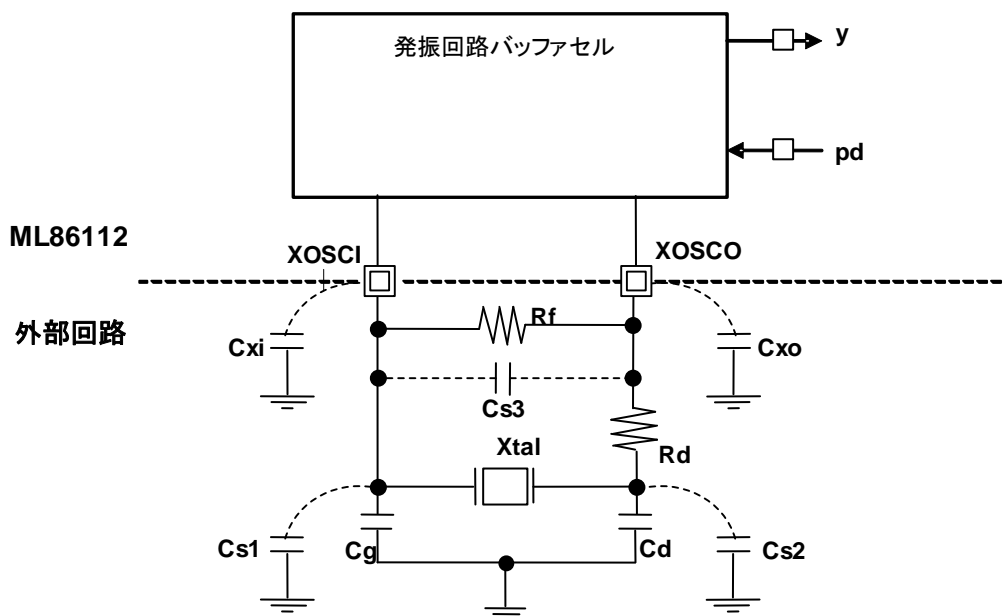 発振回路バッファセル
y
pd
ML86112
XOSCI
XOSCO
外部回路
Rf
Cxi
Cxo
Cs3
Xtal
Rd
Cs1
Cg
Cd
Cs2